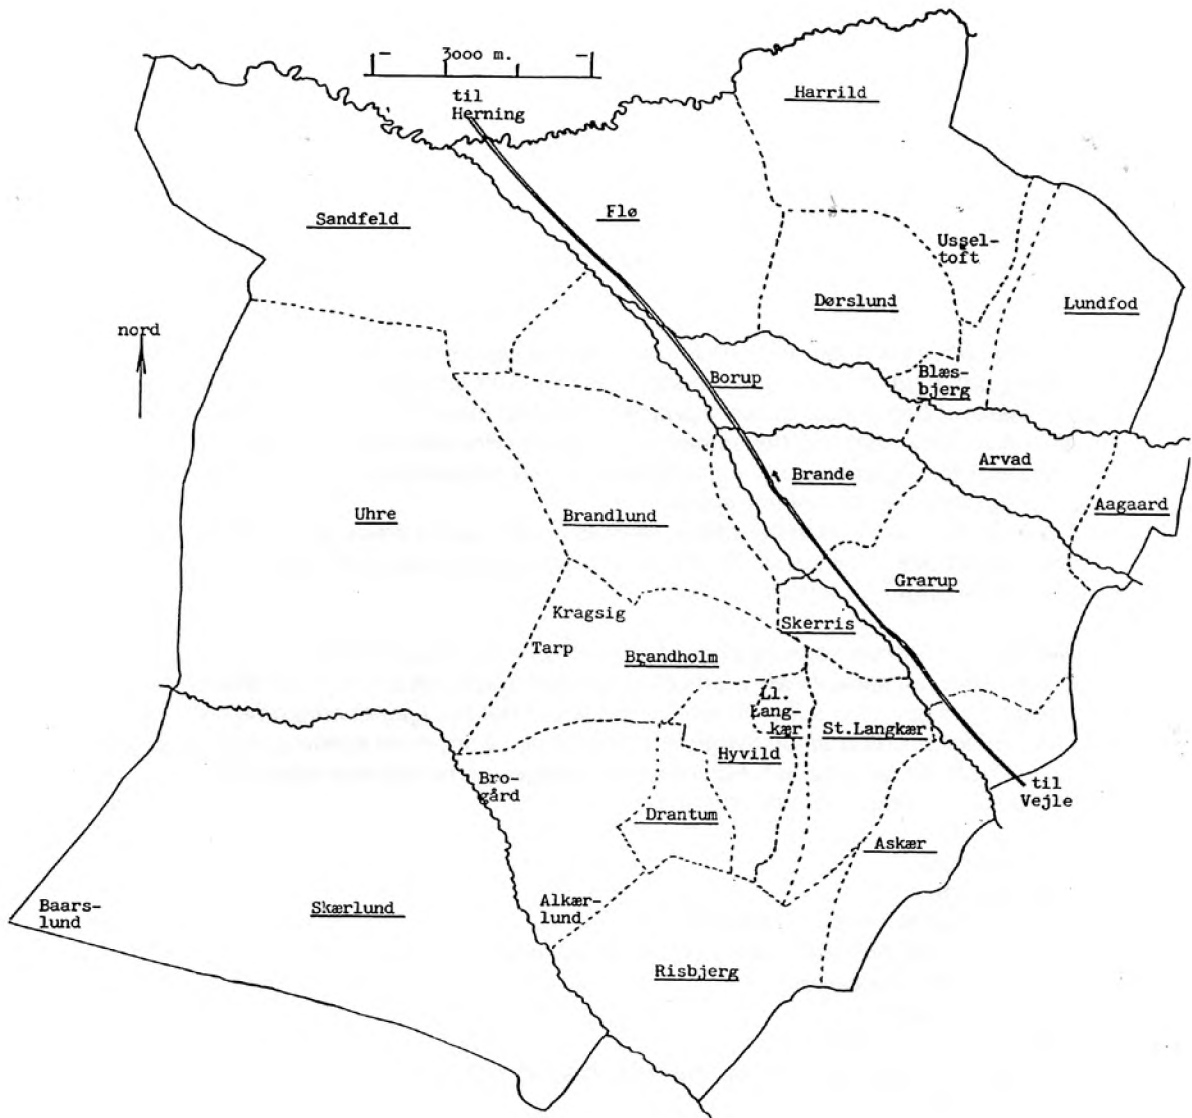 3ooo m.
til
Herning
Harrild
Sandfeld
Flø
Ussel-
toft
Dørslund
Lundfod
nord
Borup
Blæs-
bjerg
Arvad
Brande
Aagaard
Uhre
Brandlund
Grarup
Kragsig
Skerris
Tarp
Brandholm
Ll.
Lang-
kær
St.Langkær
Hyvild
Bro-
gård
til
Vejle
Drantum
Askær
Baars-
lund
Skærlund
Alkær-
lund
Risbjerg